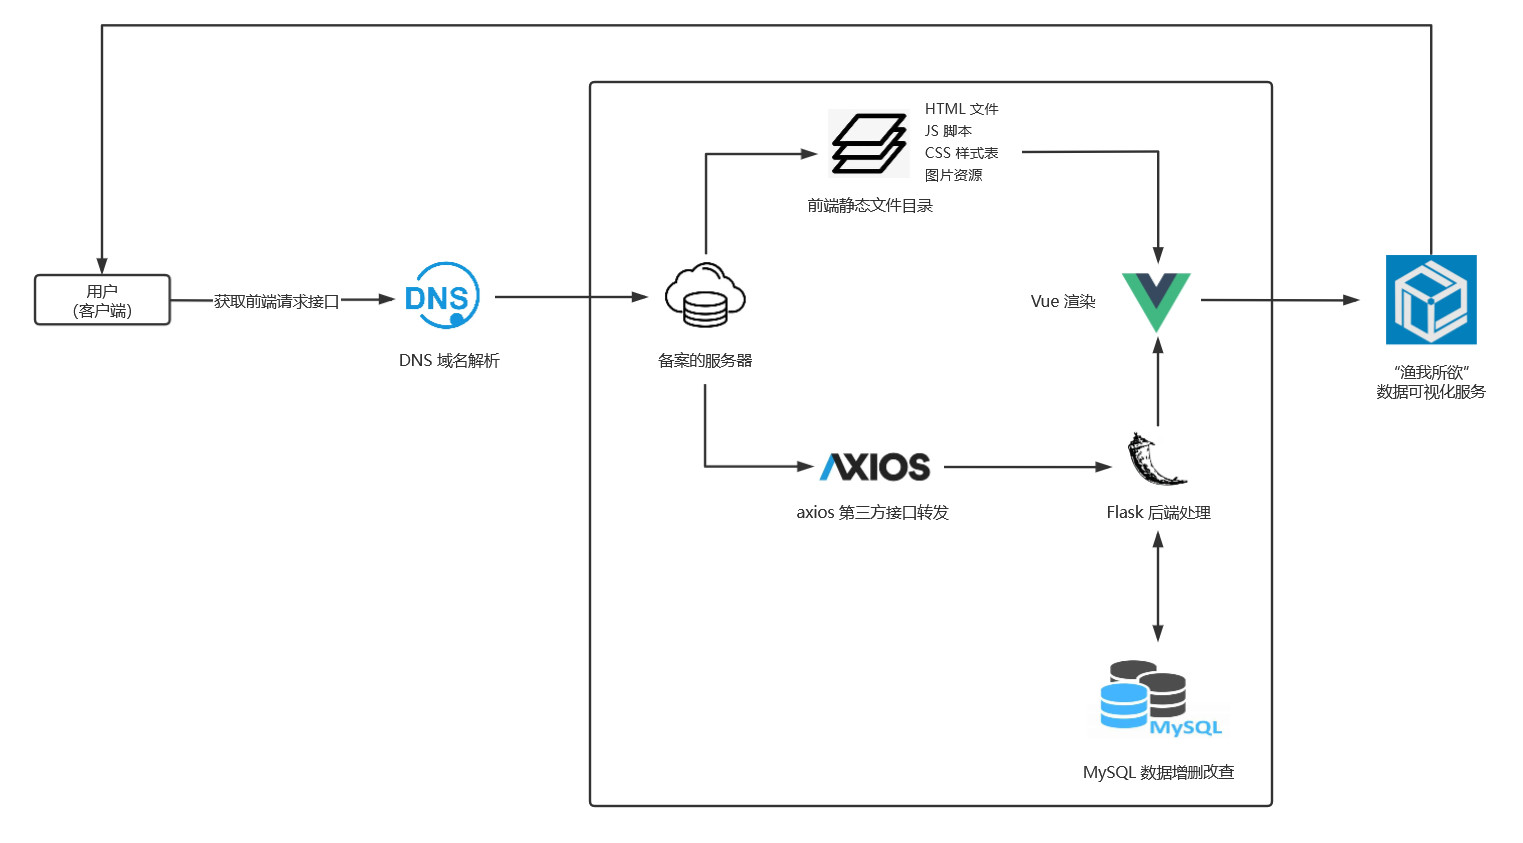 HTML 文件
JS 脚本
CSS 样式表
图片资源
前端静态文件目录
用户
(客户端)
获取前端请求接口
DNS
DNS 域名解析
备案的服务器
Vue 渲染
“渔我所欲“
数据可视化服务
AXIOS
axios 第三方接口转发
Flask 后端处理
MySQL
MySQL 数据增删改查